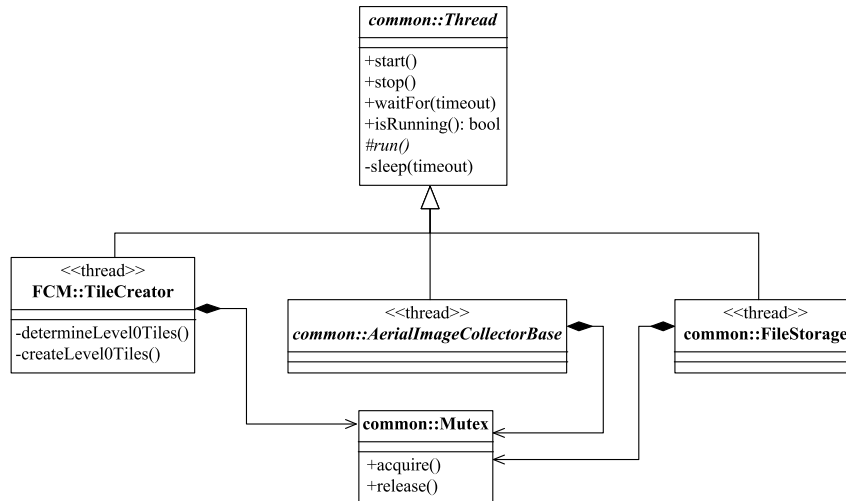 common::Thread
+start()
+stop()
+waitFor(timeout)
+isRunning(): bool
#run()
-sleep(timeout)
<<thread>>
FCM::TileCreator
-determineLevel0Tiles()
-createLevel0Tiles()
<<thread>>
common::AerialImageCollectorBase
<<thread>>
common::FileStorage
common::Mutex
+acquire()
+release()